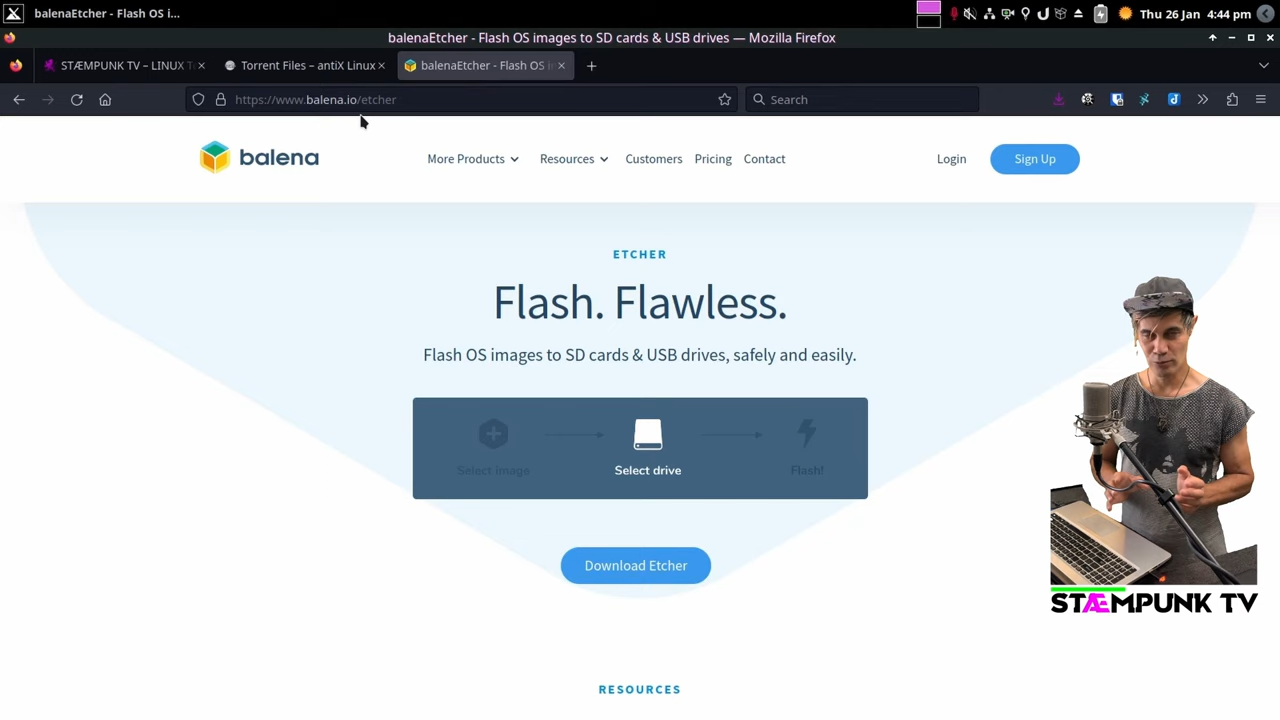 balenaEtcher - Flash OS i...
Thu 26 Jan 4:44 pm
balenaEtcher - Flash OS images to SD cards & USB drives — Mozilla Firefox
STÆMPUNK TV – LINUX T
Torrent Files – antiX Linux
balenaEtcher - Flash OS i
https://www.balena.io/etcher
Search
balena
More Products
Resources
Customers
Pricing
Contact
Login
Sign Up
ETCHER
Flash. Flawless.
Flash OS images to SD cards & USB drives, safely and easily.
Select image
Select drive
Flash!
Download Etcher
STÆMPUNK TV
RESOURCES